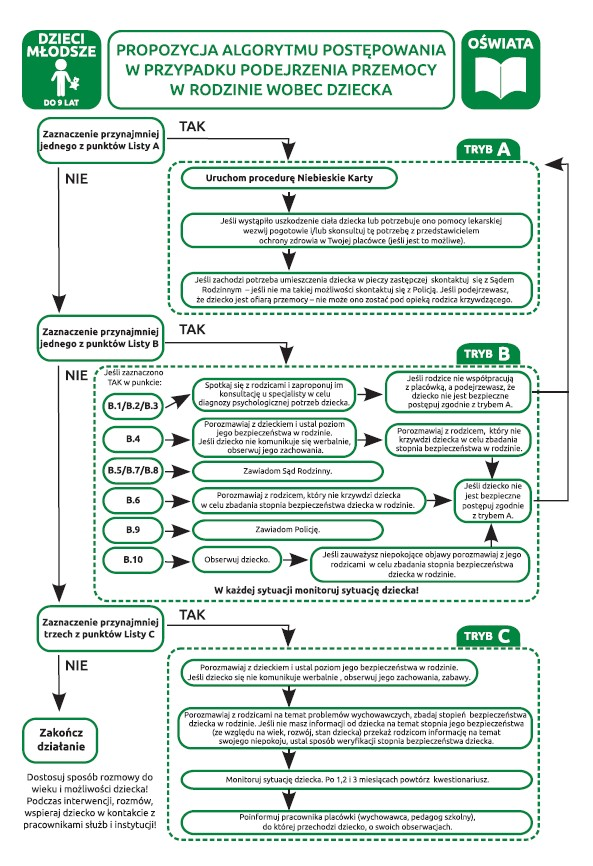 DZIECI
MŁODSZE
DO 9 LAT
PROPOZYCJA ALGORYTMU POSTĘPOWANIA
W PRZYPADKU PODEJRZENIA PRZEMOCY
W RODZINIE WOBEC DZIECKA
OŚWIATA
Zaznaczenie przynajmniej
jednego z punktów Listy A
TAK
NIE
TRYB A
Uruchom procedurę Niebieskie Karty
Jeśli wystąpiło uszkodzenie ciała dziecka lub potrzebuje ono pomocy lekarskiej
wezwij pogotowie i/lub skonsultuj tę potrzebę z przedstawicielem
ochrony zdrowia w Twojej placówce (jeśli jest to możliwe).
Jeśli zachodzi potrzeba umieszczenia dziecka w pieczy zastępczej skontaktuj się z Sądem
Rodzinnym – jeśli nie ma takiej możliwości skontaktuj się z Policją. Jeśli podejrzewasz,
że dziecko jest ofiarą przemocy – nie może ono zostać pod opieką rodzica krzywdzącego.
Zaznaczenie przynajmniej
jednego z punktów Listy B
TAK
NIE
TRYB B
Jeśli zaznaczono
TAK w punkcie:
B.1/B.2/B.3
Spotkaj się z rodzicami i zaproponuj im
konsultację u specjalisty w celu
diagnozy psychologicznej potrzeb dziecka.
Jeśli rodzice nie współpracują
z placówką, a podejrzewasz, że
dziecko nie jest bezpieczne
postępuj zgodnie z trybem A.
B.4
Porozmawiaj z dzieckiem i ustal poziom
jego bezpieczeństwa w rodzinie.
Jeśli dziecko nie komunikuje się werbalnie,
obserwuj jego zachowania.
Porozmawiaj z rodzicem, który nie
krzywdzi dziecka w celu zbadania
stopnia bezpieczeństwa w rodzinie.
B.5/B.7/B.8
Zawiadom Sąd Rodzinny.
B.6
Porozmawiaj z rodzicem, który nie krzywdzi dziecka
w celu zbadania stopnia bezpieczeństwa dziecka w rodzinie.
Jeśli dziecko nie
jest bezpieczne
postępuj zgodnie
z trybem A.
B.9
Zawiadom Policję.
B.10
Obserwuj dziecko.
Jeśli zauważysz niepokojące objawy porozmawiaj z jego
rodzicami w celu zbadania stopnia bezpieczeństwa
dziecka w rodzinie.
W każdej sytuacji monitoruj sytuację dziecka!
Zaznaczenie przynajmniej
trzech z punktów Listy C
TAK
NIE
TRYB C
Porozmawiaj z dzieckiem i ustal poziom jego bezpieczeństwa w rodzinie.
Jeśli dziecko się nie komunikuje werbalnie , obserwuj jego zachowania, zabawy.
Porozmawiaj z rodzicami na temat problemów wychowawczych, zbadaj stopień bezpieczeństwa
dziecka w rodzinie. Jeśli nie masz informacji od dziecka na temat stopnia jego bezpieczeństwa
(ze względu na wiek, rozwój, stan dziecka) przekaż rodzicom informację na temat
swojego niepokoju, ustal sposób weryfikacji stopnia bezpieczeństwa dziecka.
Monitoruj sytuację dziecka. Po 1,2 i 3 miesiącach powtórz kwestionariusz.
Poinformuj pracownika placówki (wychowawca, pedagog szkolny),
do której przechodzi dziecko, o swoich obserwacjach.
Zakończ
działanie
Dostosuj sposób rozmowy do
wieku i możliwości dziecka!
Podczas interwencji, rozmów,
wspieraj dziecko w kontakcie z
pracownikami służb i instytucji!